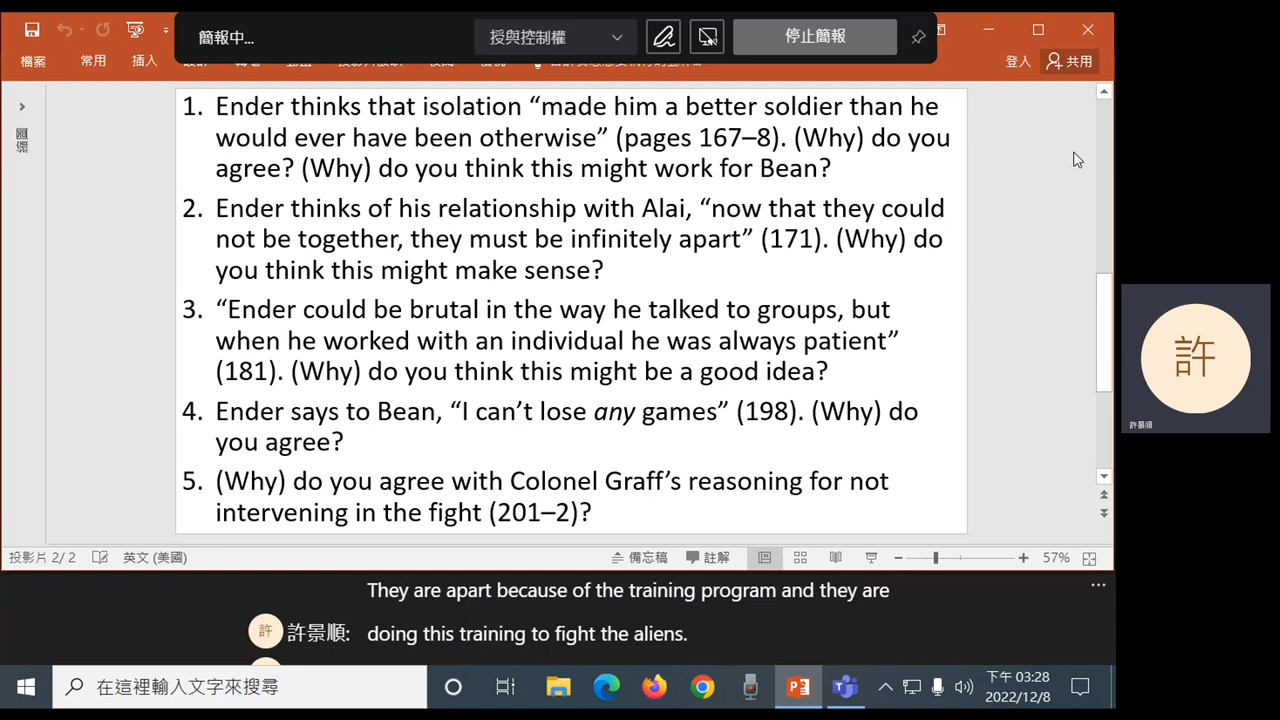 簡報中...
授與控制權
停止簡報
檔案
常用
插入
登入
共用
1. Ender thinks that isolation “made him a better soldier than he
would ever have been otherwise” (pages 167–8). (Why) do you
agree? (Why) do you think this might work for Bean?
2. Ender thinks of his relationship with Alai, “now that they could
not be together, they must be infinitely apart” (171). (Why) do
you think this might make sense?
3. “Ender could be brutal in the way he talked to groups, but
when he worked with an individual he was always patient”
(181). (Why) do you think this might be a good idea?
4. Ender says to Bean, “I can’t lose any games” (198). (Why) do
you agree?
5. (Why) do you agree with Colonel Graff’s reasoning for not
intervening in the fight (201–2)?
許
許景順
投影片 2/2
英文 (美國)
備忘稿
註解
57%
They are apart because of the training program and they are
許
許景順:
doing this training to fight the aliens.
在這裡輸入文字來搜尋
下午 03:28
2022/12/8